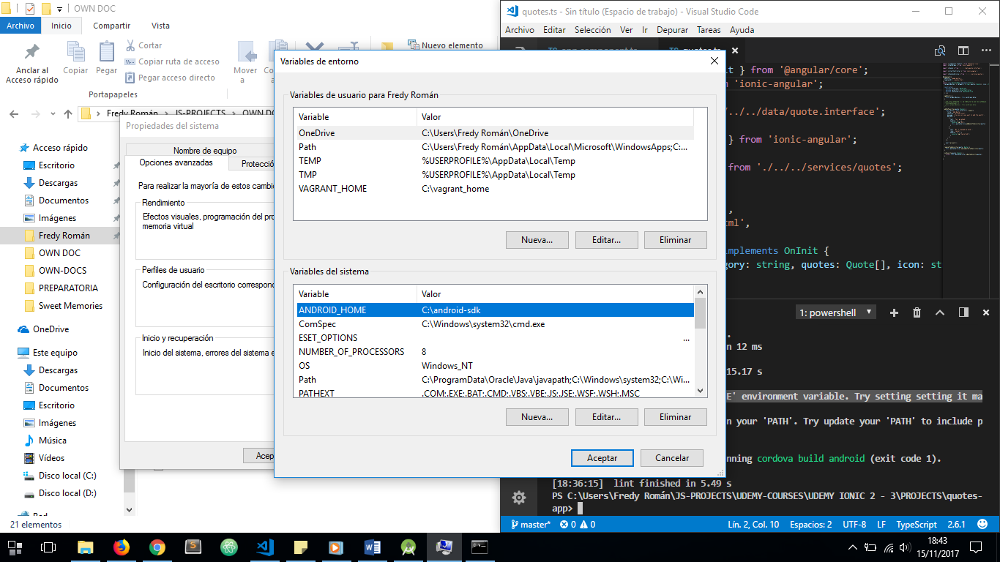 OWN DOC
Archivo Inicio Compartir Vista
Anclar al
Acceso rápido
Copiar
Pegar
Cortar
Copiar ruta de acceso
Pegar acceso directo
Portapapeles
Mover
a
Nuevo elemento
Fredy Román > JS-PROJECTS > OWN DOC
Acceso rápido
Escritorio
Descargas
Documentos
Imágenes
Fredy Román
OWN DOC
OWN-DOCS
PREPARATORIA
Sweet Memories
OneDrive
Este equipo
Descargas
Documentos
Escritorio
Imágenes
Música
Vídeos
Disco local (C:)
Disco local (D:)
21 elementos
Propiedades del sistema
Nombre de equipo
Opciones avanzadas
Protecció
Para realizar la mayoría de estos cambi
Rendimiento
Efectos visuales, programación del pro
memoria virtual
Perfiles de usuario
Configuración del escritorio correspond
Inicio y recuperación
Inicio del sistema, errores del sistema e
Acep
Variables de entorno
Variables de usuario para Fredy Román
Variable Valor
OneDrive C:\Users\Fredy Román\OneDrive
Path C:\Users\Fredy Román\AppData\Local\Microsoft\WindowsApps;C:...
TEMP %USERPROFILE%\AppData\Local\Temp
TMP %USERPROFILE%\AppData\Local\Temp
VAGRANT_HOME C:\vagrant_home
Nueva... Editar... Eliminar
Variables del sistema
Variable Valor
ANDROID_HOME C:\android-sdk
ComSpec C:\Windows\system32\cmd.exe
ESET_OPTIONS ...
NUMBER_OF_PROCESSORS 8
OS Windows_NT
Path C:\ProgramData\Oracle\Java\javapath;C:\Windows\system32;C:\Wi...
PATHEXT .COM;.EXE;.BAT;.CMD;.VBS;.VBE;.JS;.JSE;.WSF;.WSH;.MSC
Nueva... Editar... Eliminar
Aceptar Cancelar
quotes.ts - Sin título (Espacio de trabajo) - Visual Studio Code
Archivo Editar Selección Ver Ir Depurar Tareas Ayuda
t } from '@angular/core';
'ionic-angular';
/../../data/quote.interface';
} from 'ionic-angular';
from './../../services/quotes';
,
ml',
implements OnInit {
gory: string, quotes: Quote[], icon: st
1: powershell
.
n 12 ms
15.17 s
E' environment variable. Try setting setting it ma
n your 'PATH'. Try update your 'PATH' to include p
nning cordova build android (exit code 1).
[18:36:15] lint finished in 5.49 s
PS C:\Users\Fredy Román\JS-PROJECTS\UDEMY-COURSES\UDEMY IONIC 2 - 3\PROJECTS\quotes-
app>
master* 0 0 Lín. 2, Col. 10 Espacios: 2 UTF-8 LF TypeScript 2.6.1
18:43
15/11/2017